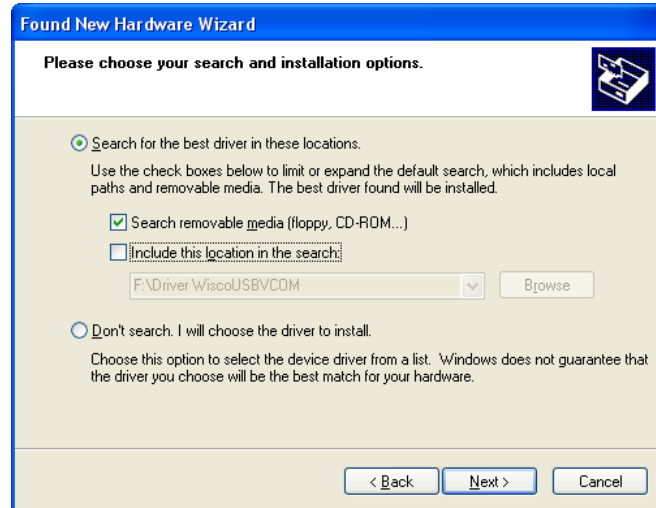 Found New Hardware Wizard
Please choose your search and installation options.
Search for the best driver in these locations.
Use the check boxes below to limit or expand the default search, which includes local
paths and removable media. The best driver found will be installed.
Search removable media (floppy, CD-ROM...)
Include this location in the search:
F:\Driver WiscoUSBVCOM
Browse
Don't search. I will choose the driver to install.
Choose this option to select the device driver from a list. Windows does not guarantee that
the driver you choose will be the best match for your hardware.
< Back Next > Cancel